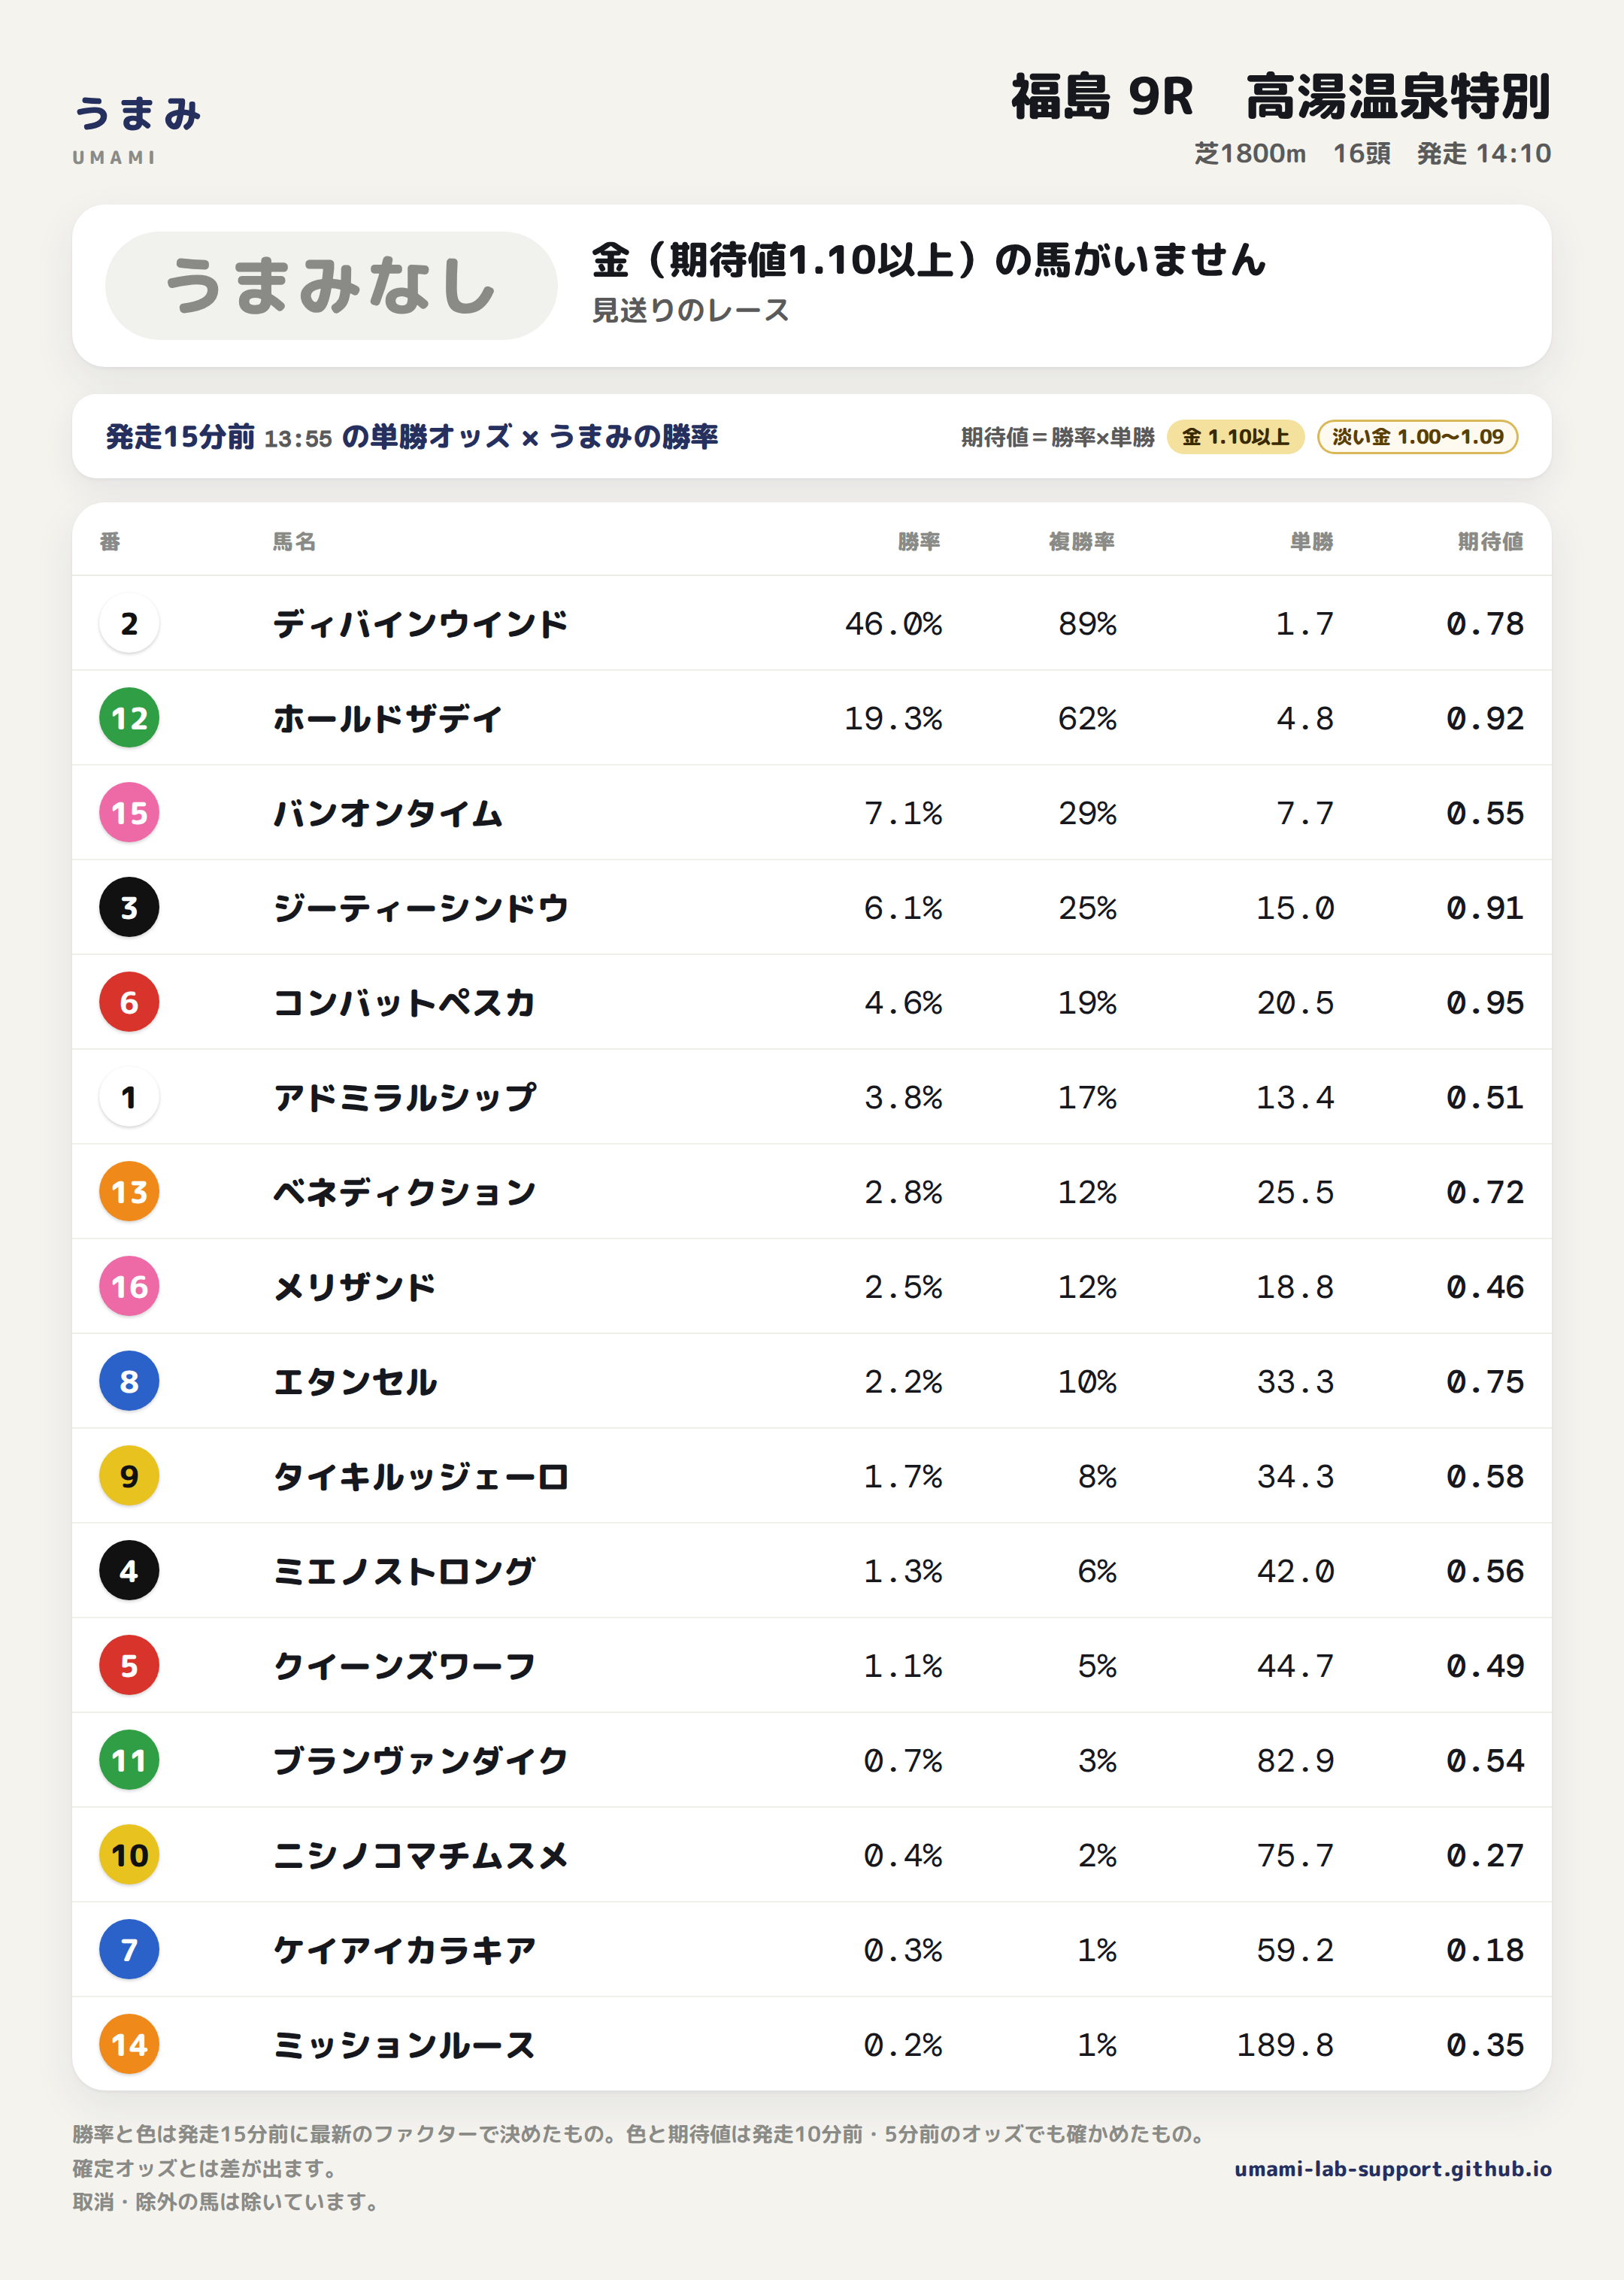 うまみ
UMAMI
福島 9R　高湯温泉特別
芝1800m　16頭　発走 14:10
うまみなし
金（期待値1.10以上）の馬がいません
見送りのレース
発走15分前 13:55 の単勝オッズ × うまみの勝率
期待値＝勝率×単勝 金 1.10以上 淡い金 1.00〜1.09
番 馬名 勝率 複勝率 単勝 期待値
2 ディバインウインド 46.0% 89% 1.7 0.78
12 ホールドザデイ 19.3% 62% 4.8 0.92
15 バンオンタイム 7.1% 29% 7.7 0.55
3 ジーティーシンドウ 6.1% 25% 15.0 0.91
6 コンバットペスカ 4.6% 19% 20.5 0.95
1 アドミラルシップ 3.8% 17% 13.4 0.51
13 ベネディクション 2.8% 12% 25.5 0.72
16 メリザンド 2.5% 12% 18.8 0.46
8 エタンセル 2.2% 10% 33.3 0.75
9 タイキルッジェーロ 1.7% 8% 34.3 0.58
4 ミエノストロング 1.3% 6% 42.0 0.56
5 クイーンズワーフ 1.1% 5% 44.7 0.49
11 ブランヴァンダイク 0.7% 3% 82.9 0.54
10 ニシノコマチムスメ 0.4% 2% 75.7 0.27
7 ケイアイカラキア 0.3% 1% 59.2 0.18
14 ミッションルース 0.2% 1% 189.8 0.35
勝率と色は発走15分前に最新のファクターで決めたもの。色と期待値は発走10分前・5分前のオッズでも確かめたもの。
確定オッズとは差が出ます。
取消・除外の馬は除いています。
umami-lab-support.github.io